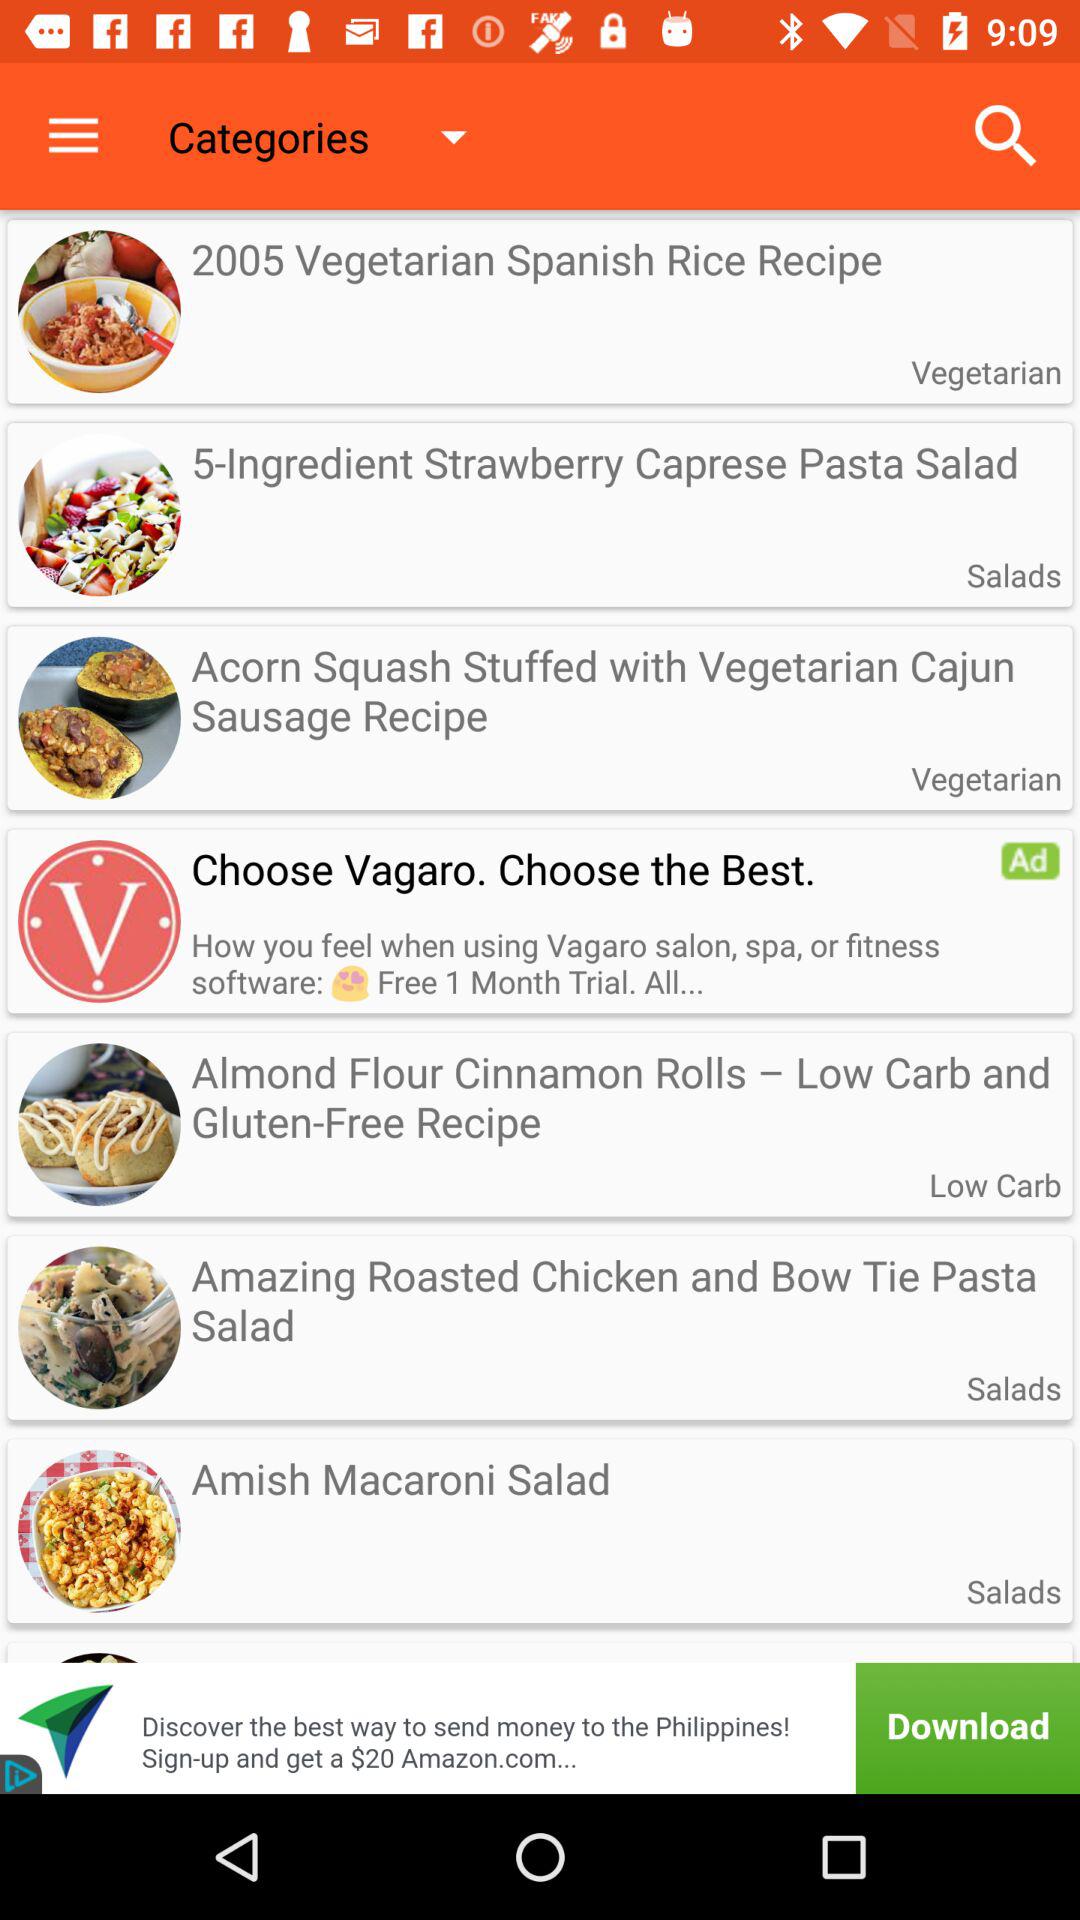 FAKE
9:09
Categories
2005 Vegetarian Spanish Rice Recipe
Vegetarian
5-Ingredient Strawberry Caprese Pasta Salad
Salads
Acorn Squash Stuffed with Vegetarian Cajun
Sausage Recipe
Vegetarian
V
Choose Vagaro. Choose the Best.
Ad
How you feel when using Vagaro salon, spa, or fitness
software: 😍 Free 1 Month Trial. All...
Almond Flour Cinnamon Rolls – Low Carb and
Gluten-Free Recipe
Low Carb
Amazing Roasted Chicken and Bow Tie Pasta
Salad
Salads
Amish Macaroni Salad
Salads
Discover the best way to send money to the Philippines!
Sign-up and get a $20 Amazon.com...
Download